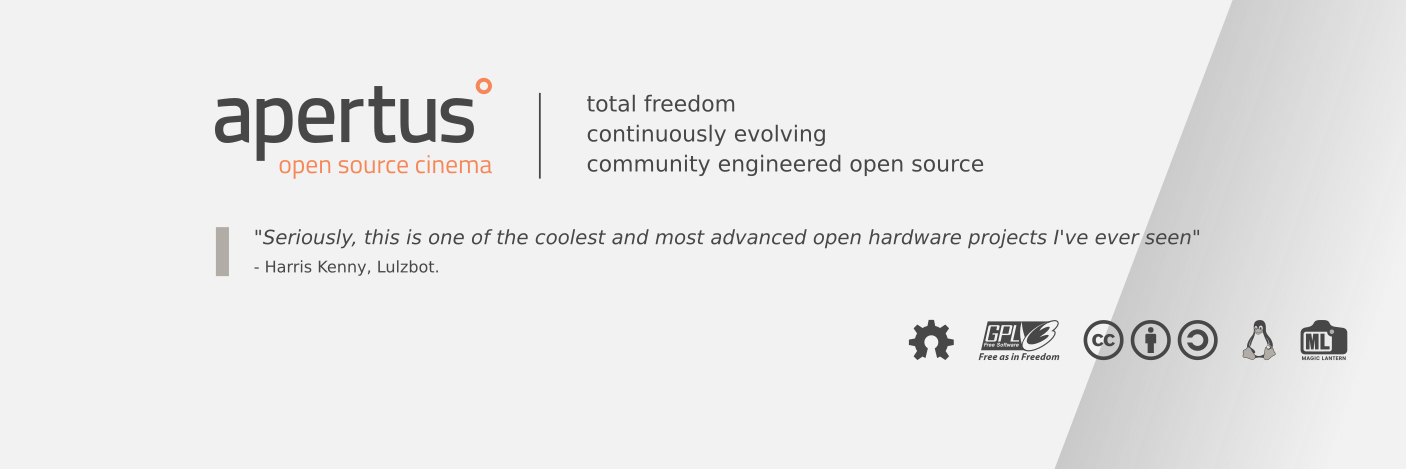 apertus°
open source cinema
total freedom
continuously evolving
community engineered open source
"Seriously, this is one of the coolest and most advanced open hardware projects I've ever seen"
- Harris Kenny, Lulzbot.
GPLv3
Free Software
Free as in Freedom
cc
ML
MAGIC LANTERN